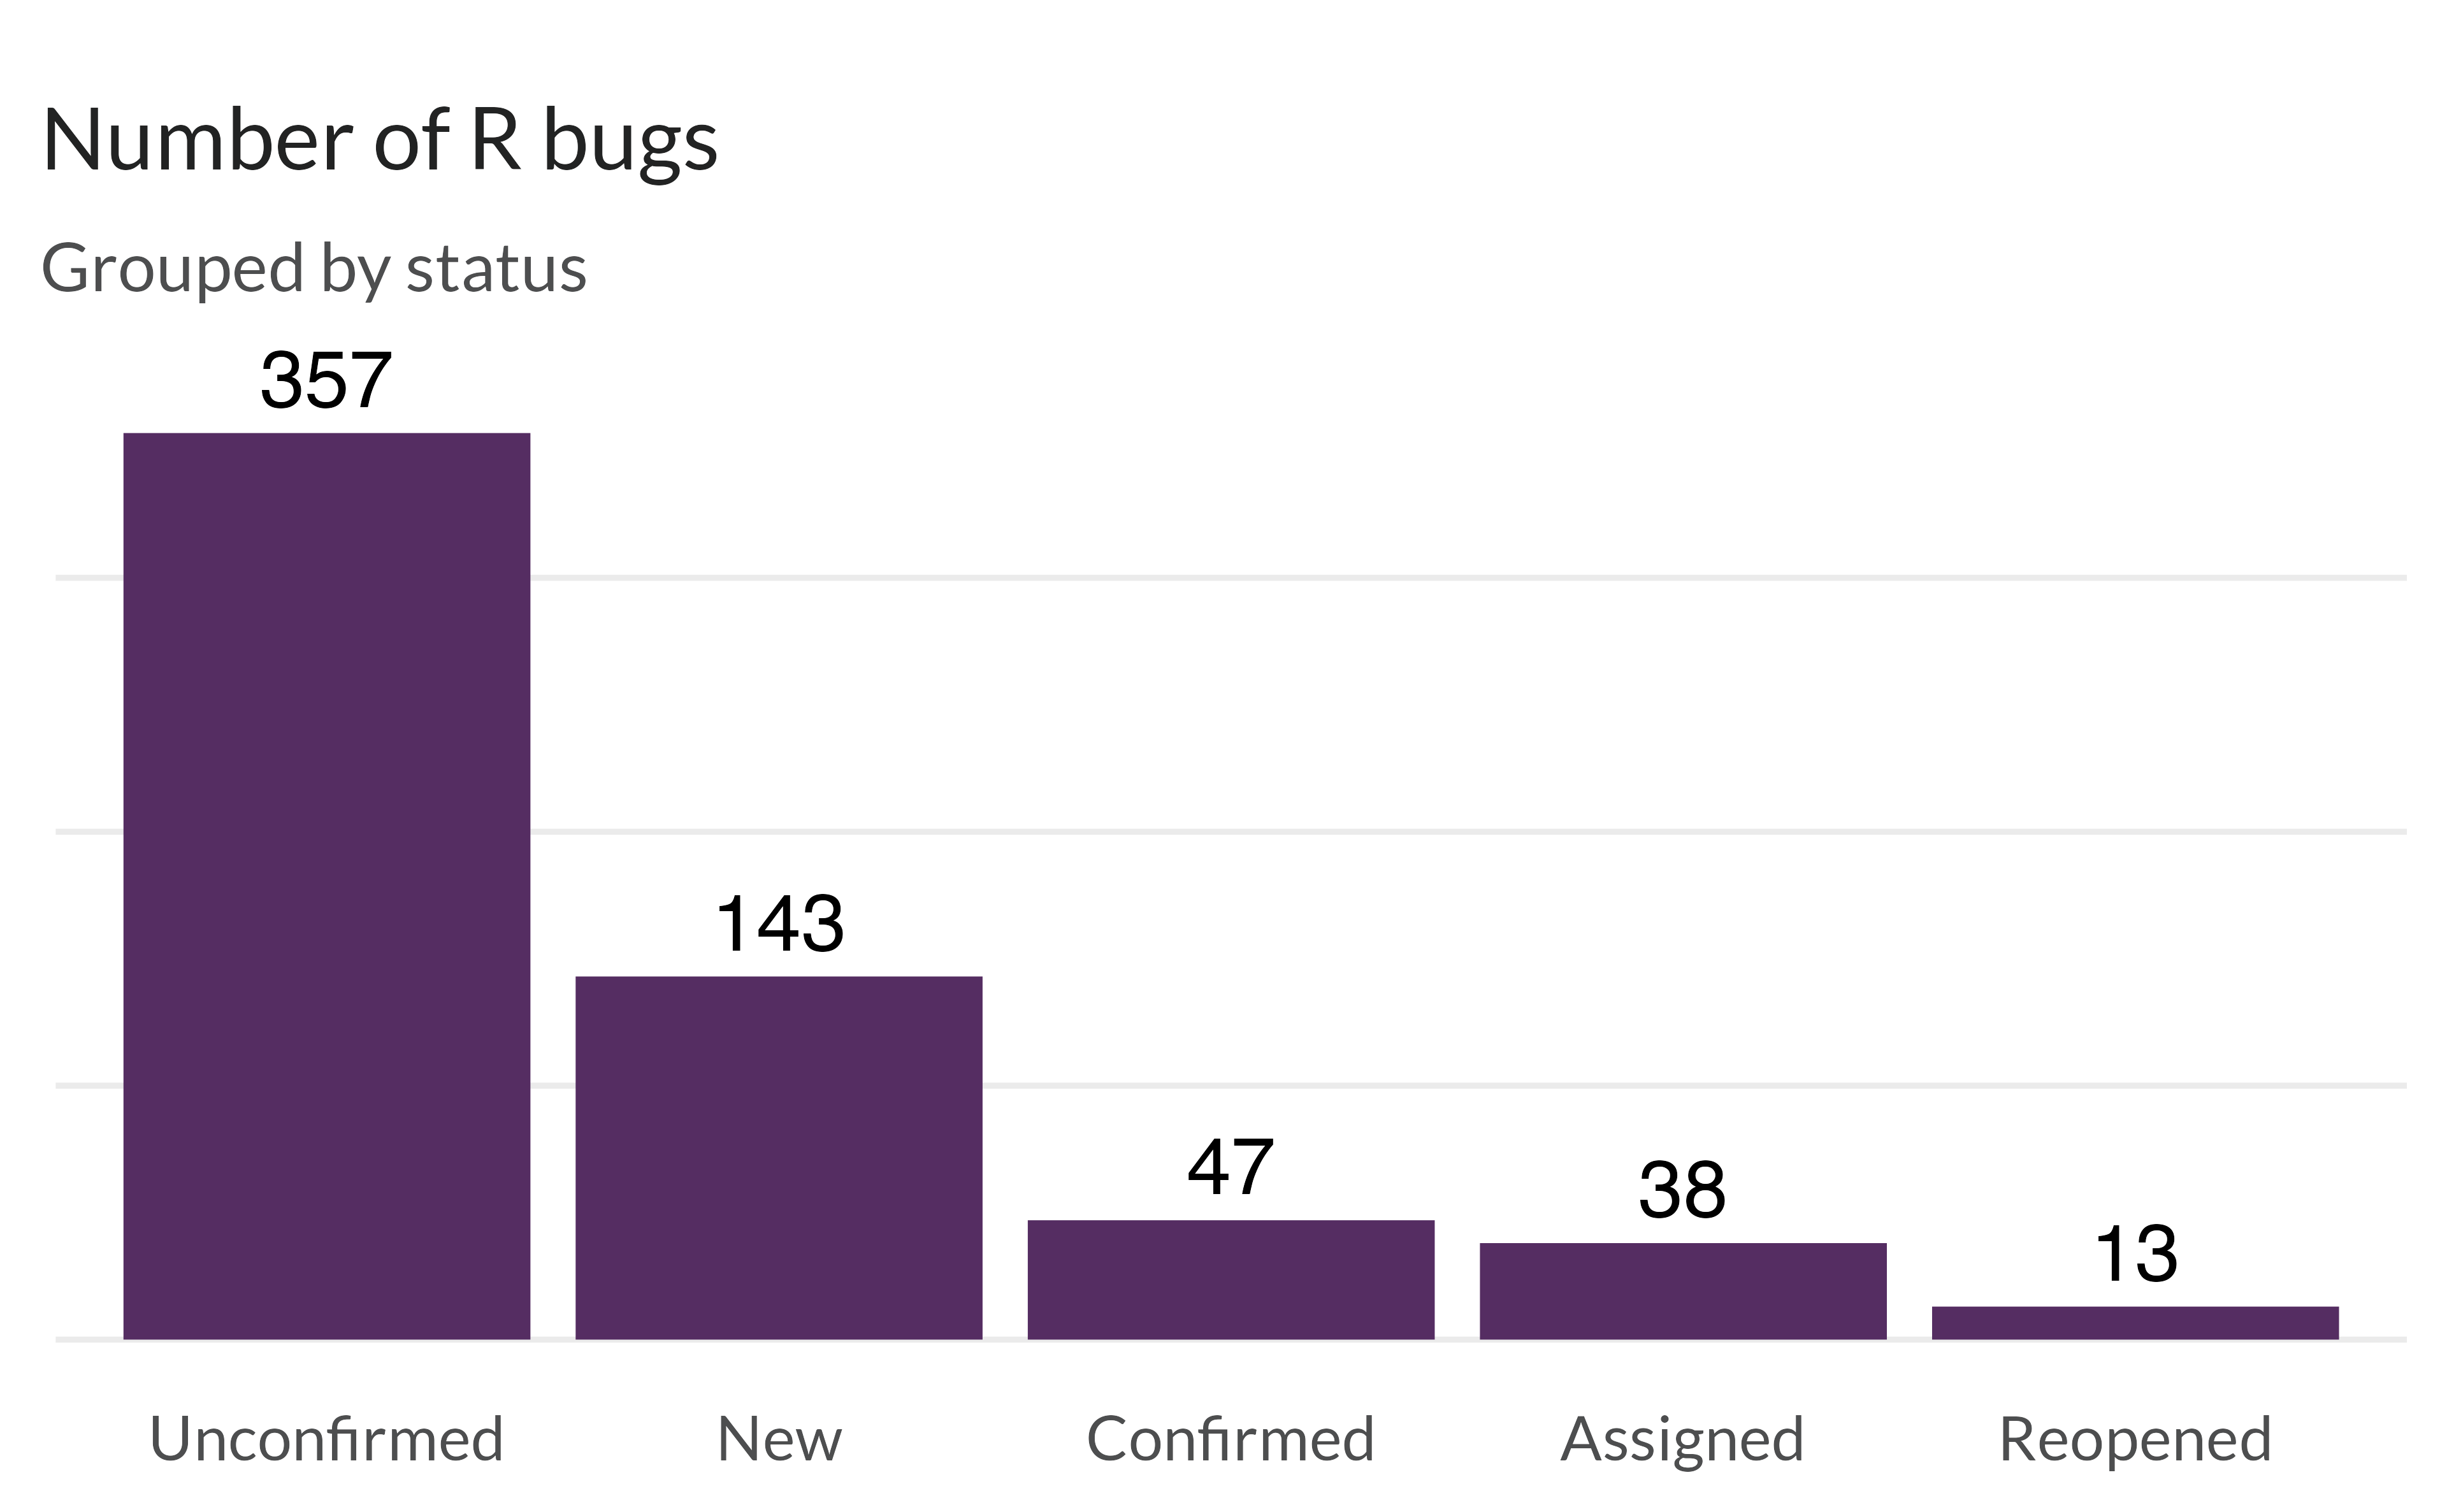 Number of R bugs
Grouped by status
357
143
47
38
13
Unconfirmed New Confirmed Assigned Reopened